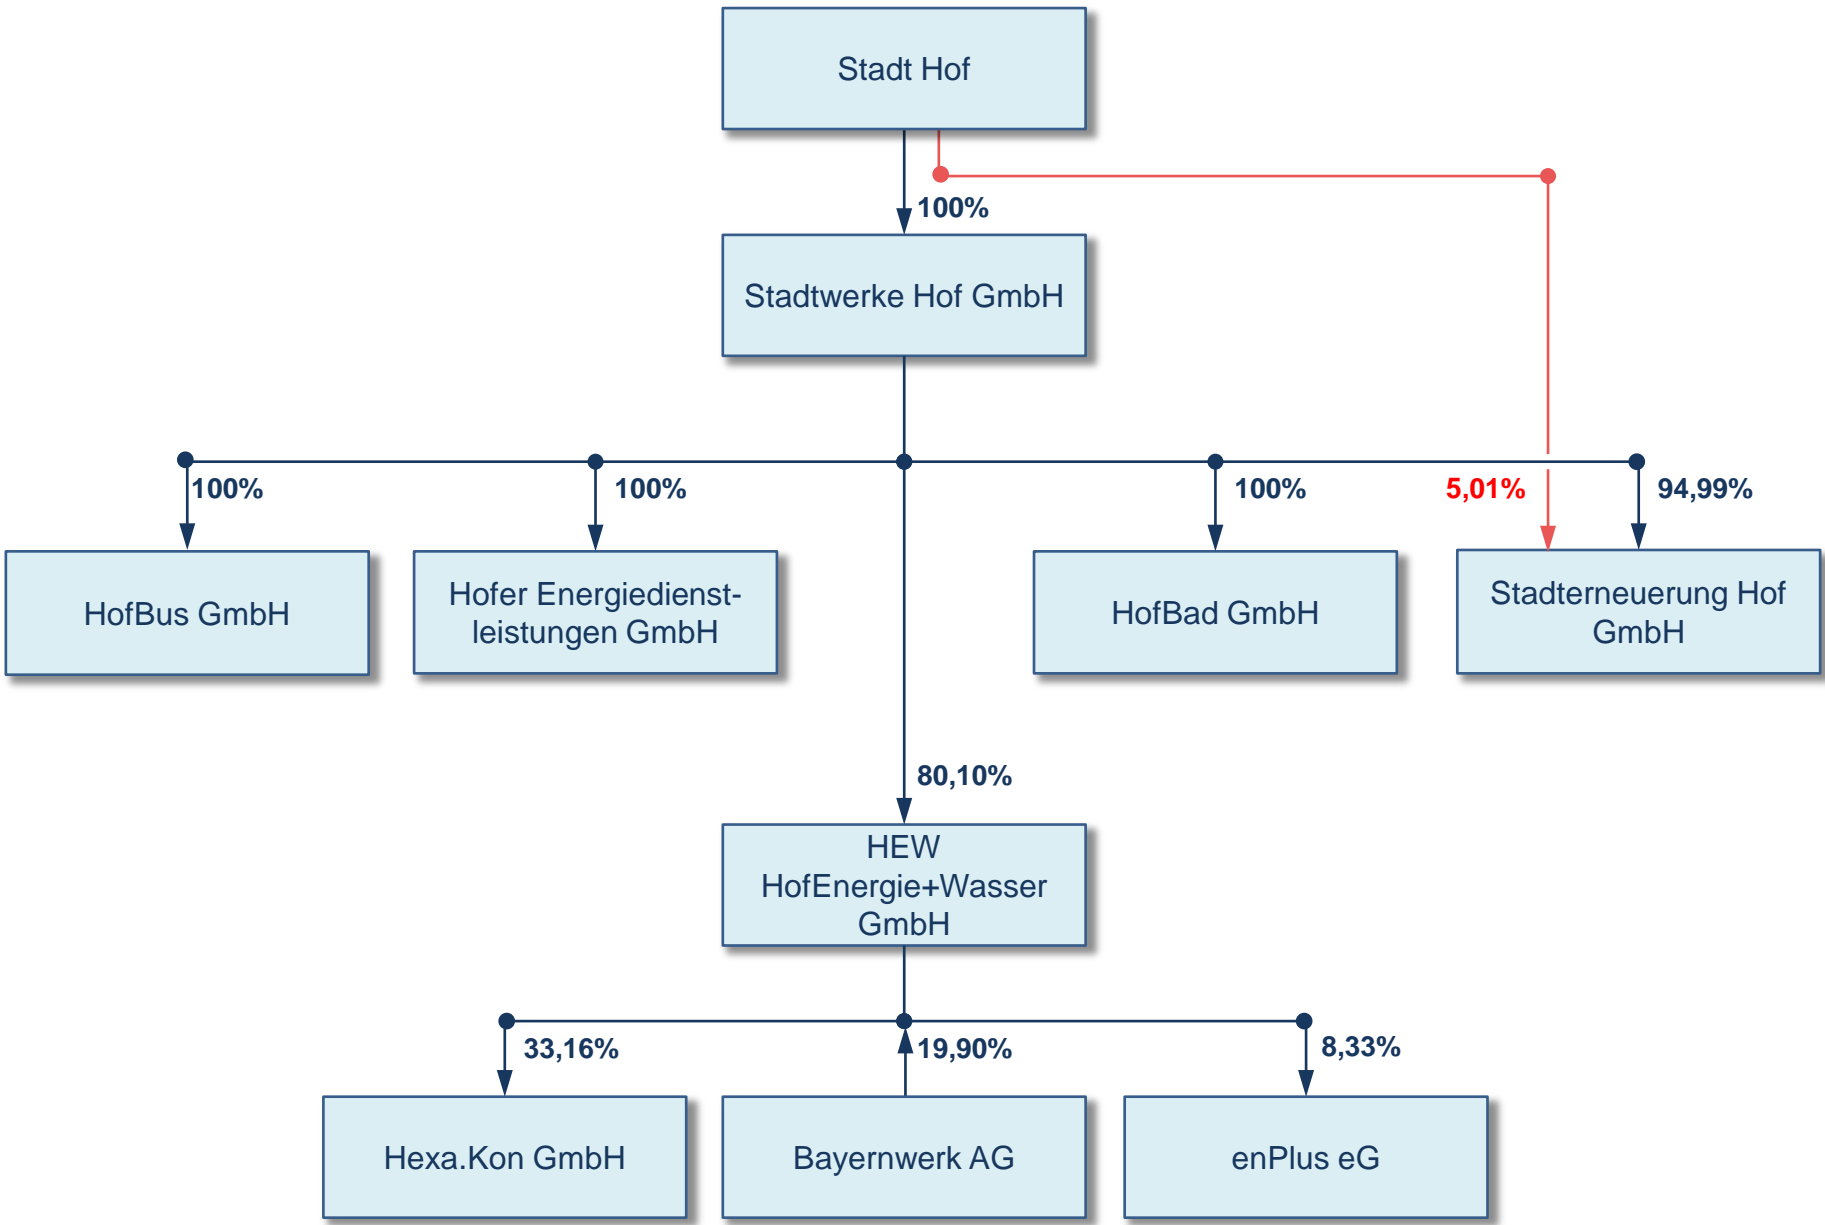 Stadt Hof
100%
Stadtwerke Hof GmbH
100%
100%
100%
5,01%
94,99%
HofBus GmbH
Hofer Energiedienst-
leistungen GmbH
HofBad GmbH
Stadterneuerung Hof
GmbH
80,10%
HEW
HofEnergie+Wasser
GmbH
33,16%
19,90%
8,33%
Hexa.Kon GmbH
Bayernwerk AG
enPlus eG